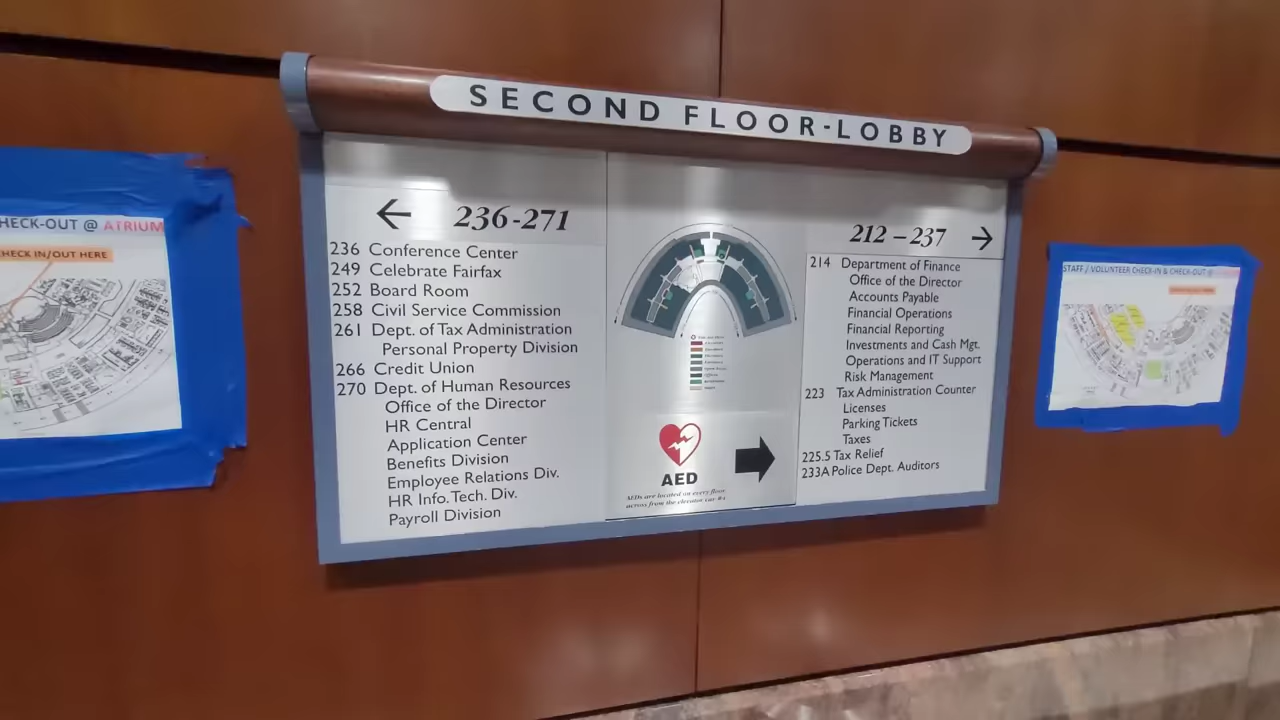 SECOND FLOOR-LOBBY
← 236-271
236 Conference Center
249 Celebrate Fairfax
252 Board Room
258 Civil Service Commission
261 Dept. of Tax Administration
Personal Property Division
266 Credit Union
270 Dept. of Human Resources
Office of the Director
HR Central
Application Center
Benefits Division
Employee Relations Div.
HR Info. Tech. Div.
Payroll Division
AED
AEDs are located on every floor
across from the elevator car #4
212 – 237 →
214 Department of Finance
Office of the Director
Accounts Payable
Financial Operations
Financial Reporting
Investments and Cash Mgt.
Operations and IT Support
Risk Management
223 Tax Administration Counter
Licenses
Parking Tickets
Taxes
225.5 Tax Relief
233A Police Dept. Auditors
HECK-OUT @ ATRIUM
HECK IN/OUT HERE
STAFF / VOLUNTEER CHECK-IN & CHECK-OUT @